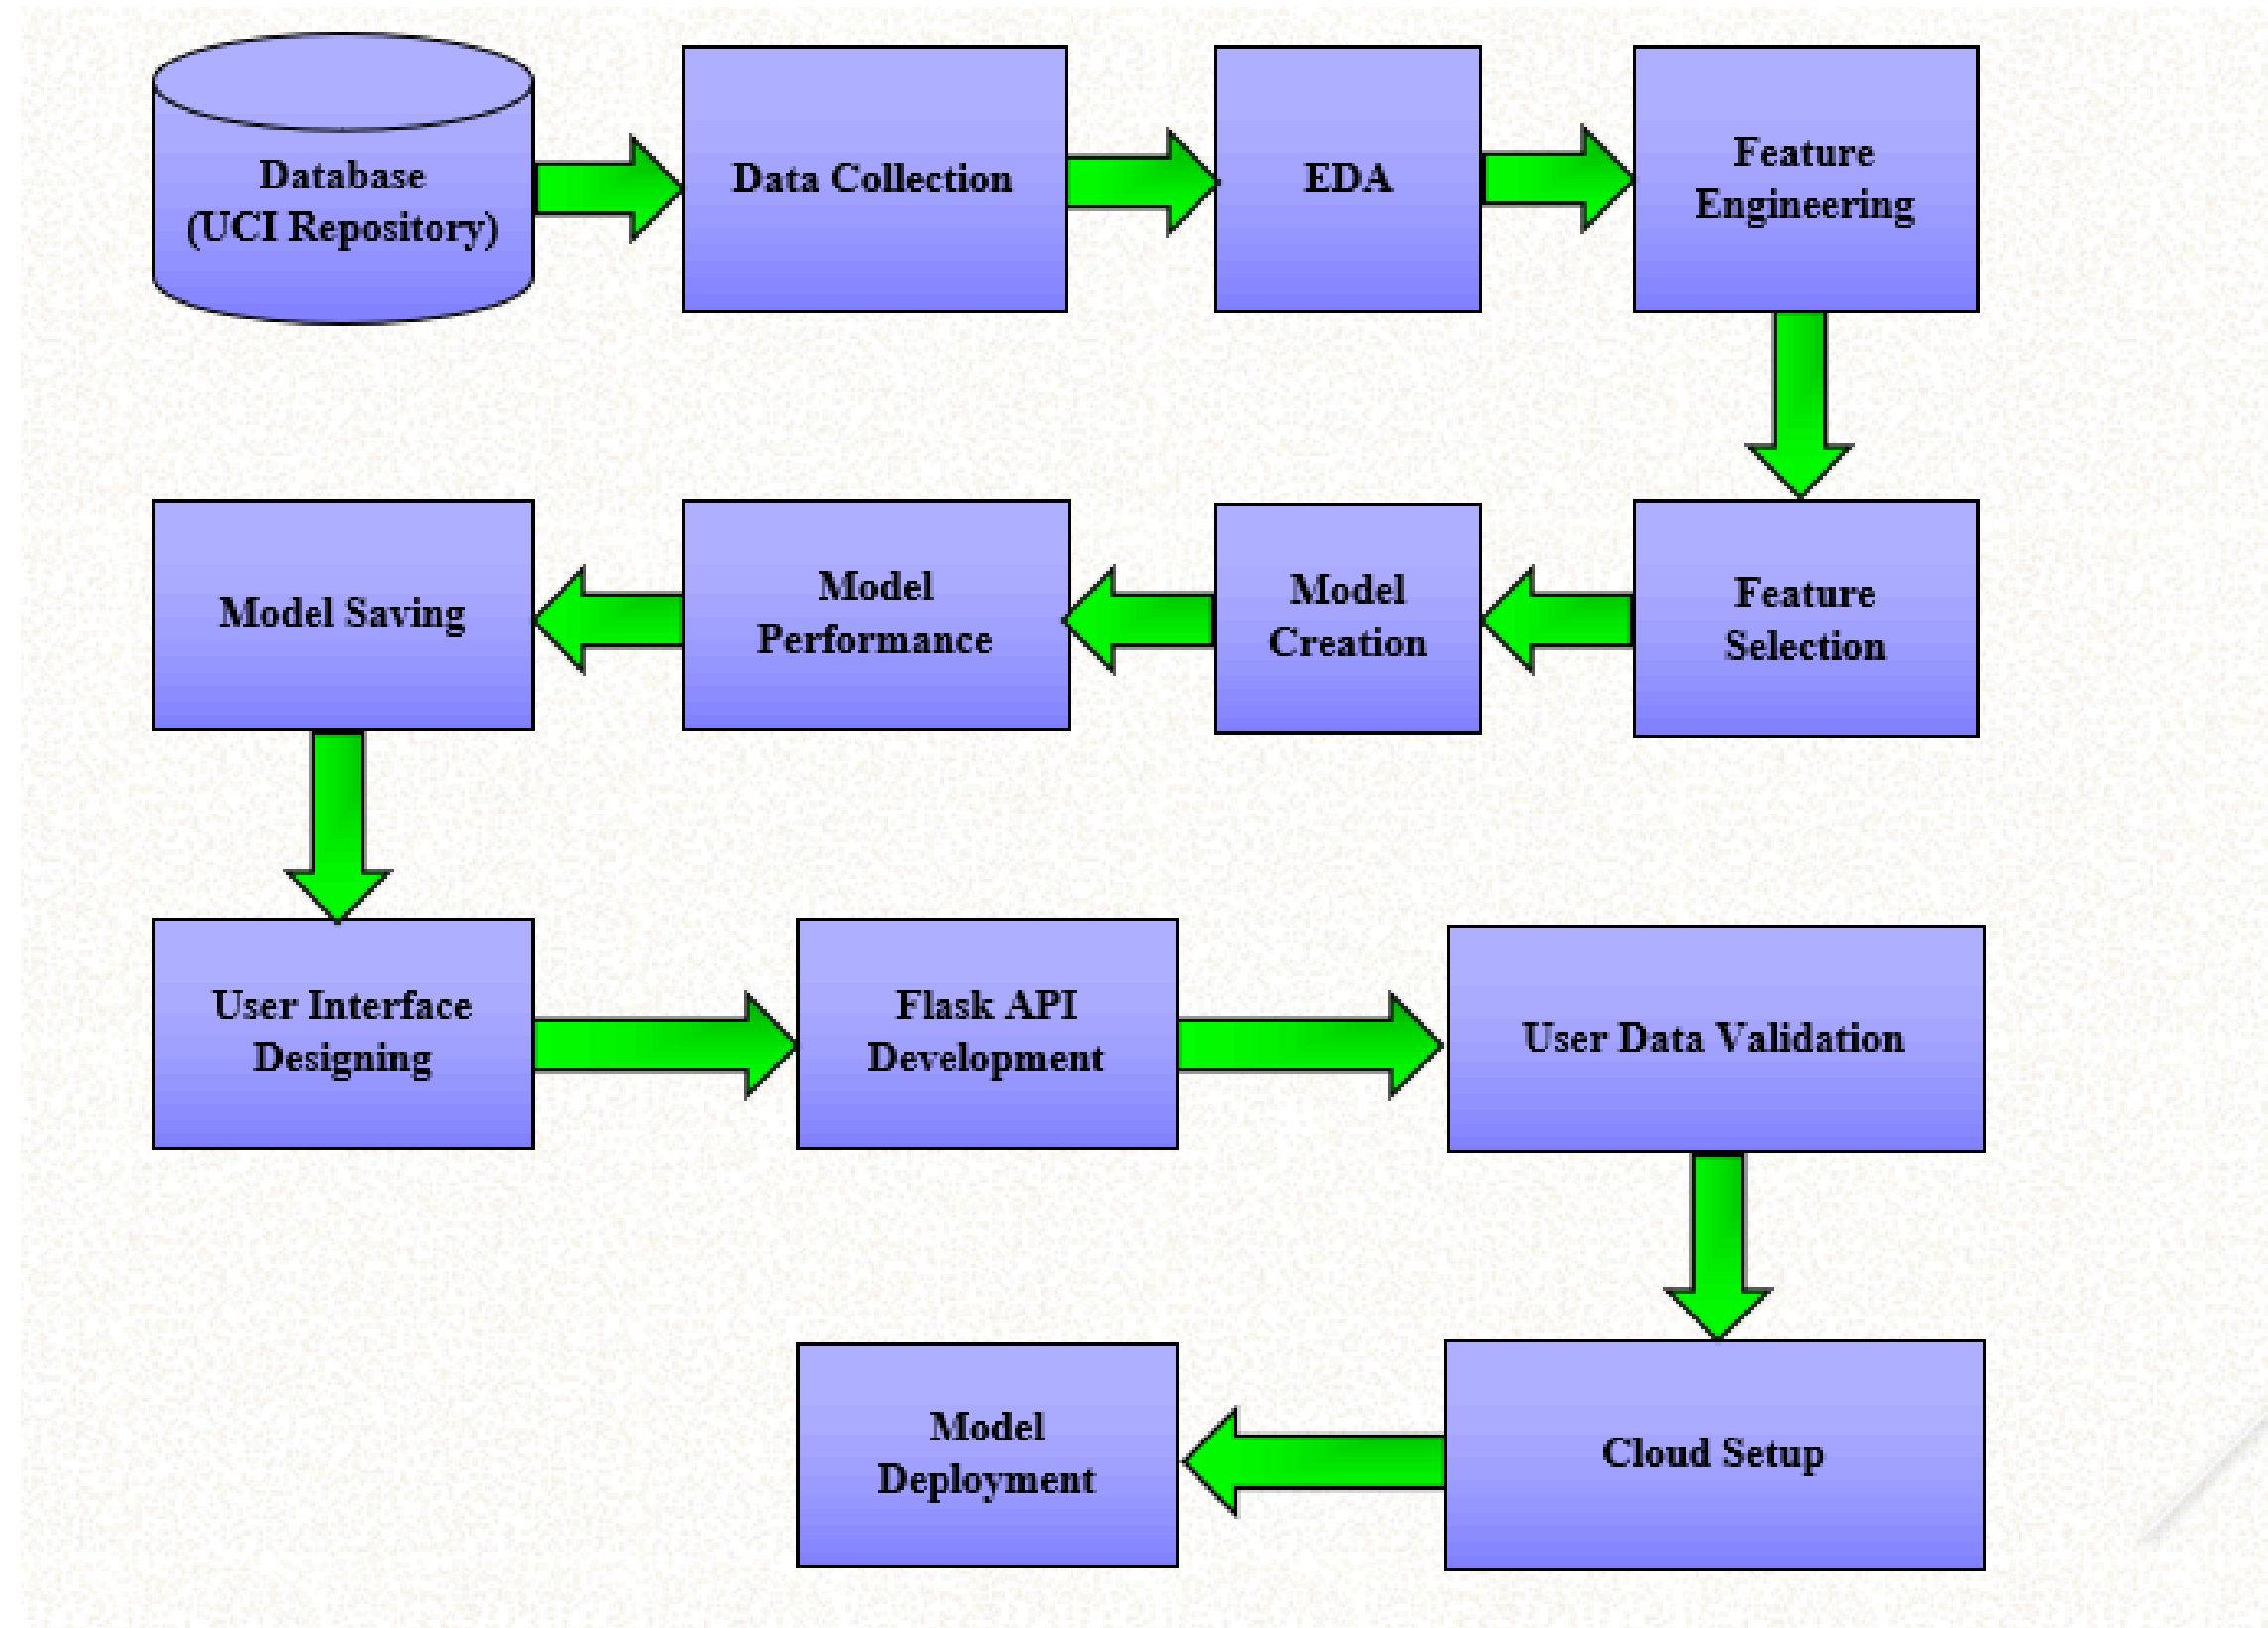 Database
(UCI Repository)
Data Collection
EDA
Feature
Engineering
Model Saving
Model
Performance
Model
Creation
Feature
Selection
User Interface
Designing
Flask API
Development
User Data Validation
Model
Deployment
Cloud Setup